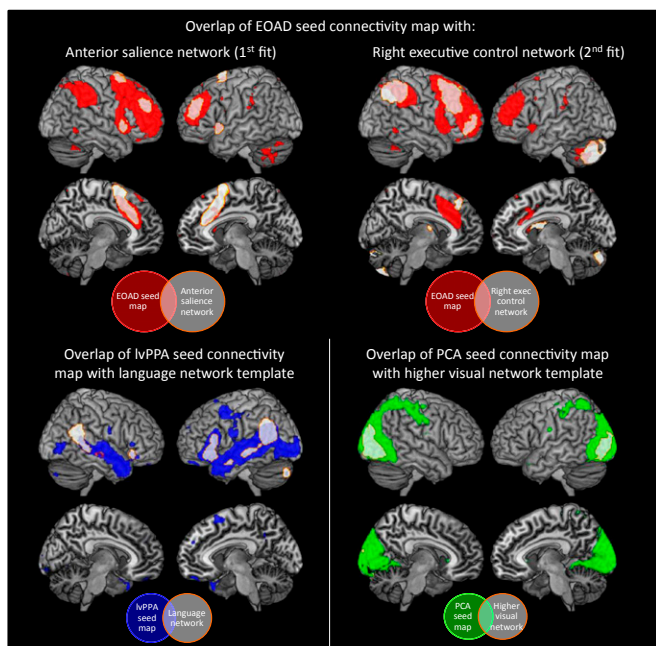 Overlap of EOAD seed connectivity map with:
Anterior salience network (1st fit)
Right executive control network (2nd fit)
EOAD seed
map
Anterior
salience
network
EOAD seed
map
Right exec
control
network
Overlap of lvPPA seed connectivity
map with language network template
Overlap of PCA seed connectivity map
with higher visual network template
lvPPA
seed
map
Language
network
PCA
seed
map
Higher
visual
network